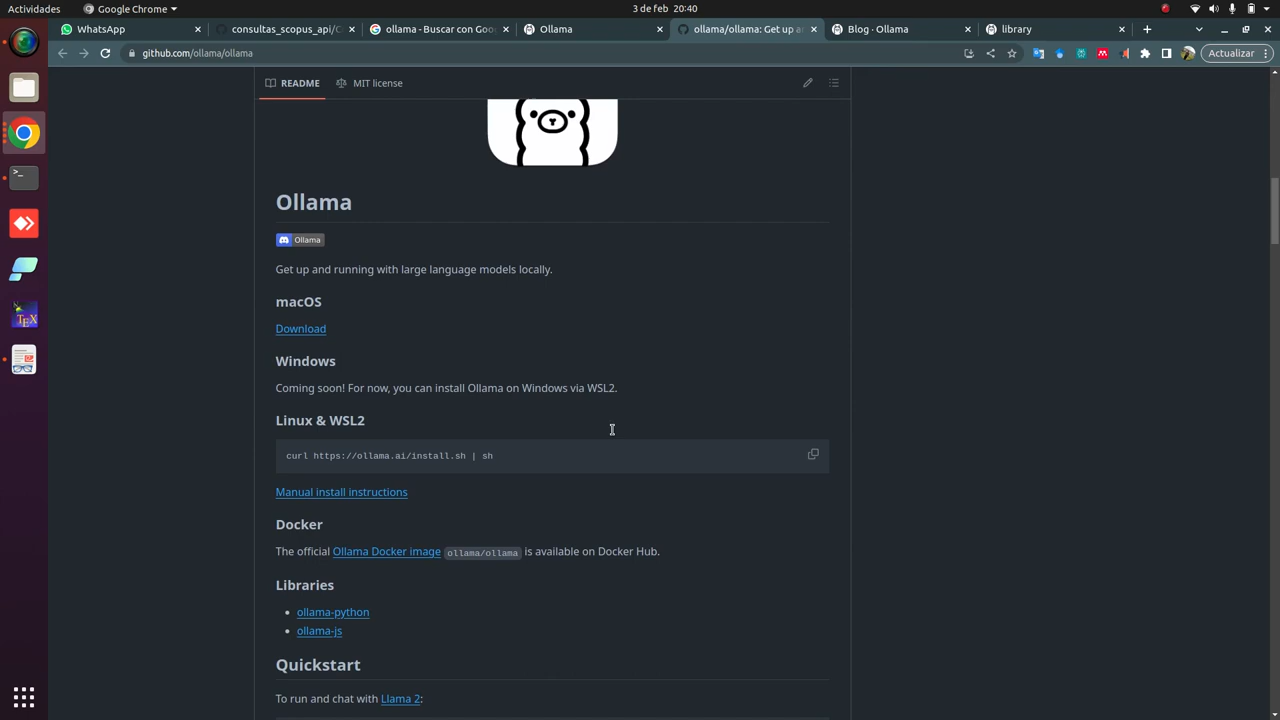 Actividades
Google Chrome
3 de feb 20:40
WhatsApp
consultas_scopus_api/C
ollama - Buscar con Goo
Ollama
ollama/ollama: Get up a
Blog · Ollama
library
github.com/ollama/ollama
Actualizar
README
MIT license
Ollama
Ollama
Get up and running with large language models locally.
macOS
Download
Windows
Coming soon! For now, you can install Ollama on Windows via WSL2.
Linux & WSL2
curl https://ollama.ai/install.sh | sh
Manual install instructions
Docker
The official Ollama Docker image ollama/ollama is available on Docker Hub.
Libraries
ollama-python
ollama-js
Quickstart
To run and chat with Llama 2:
TEX